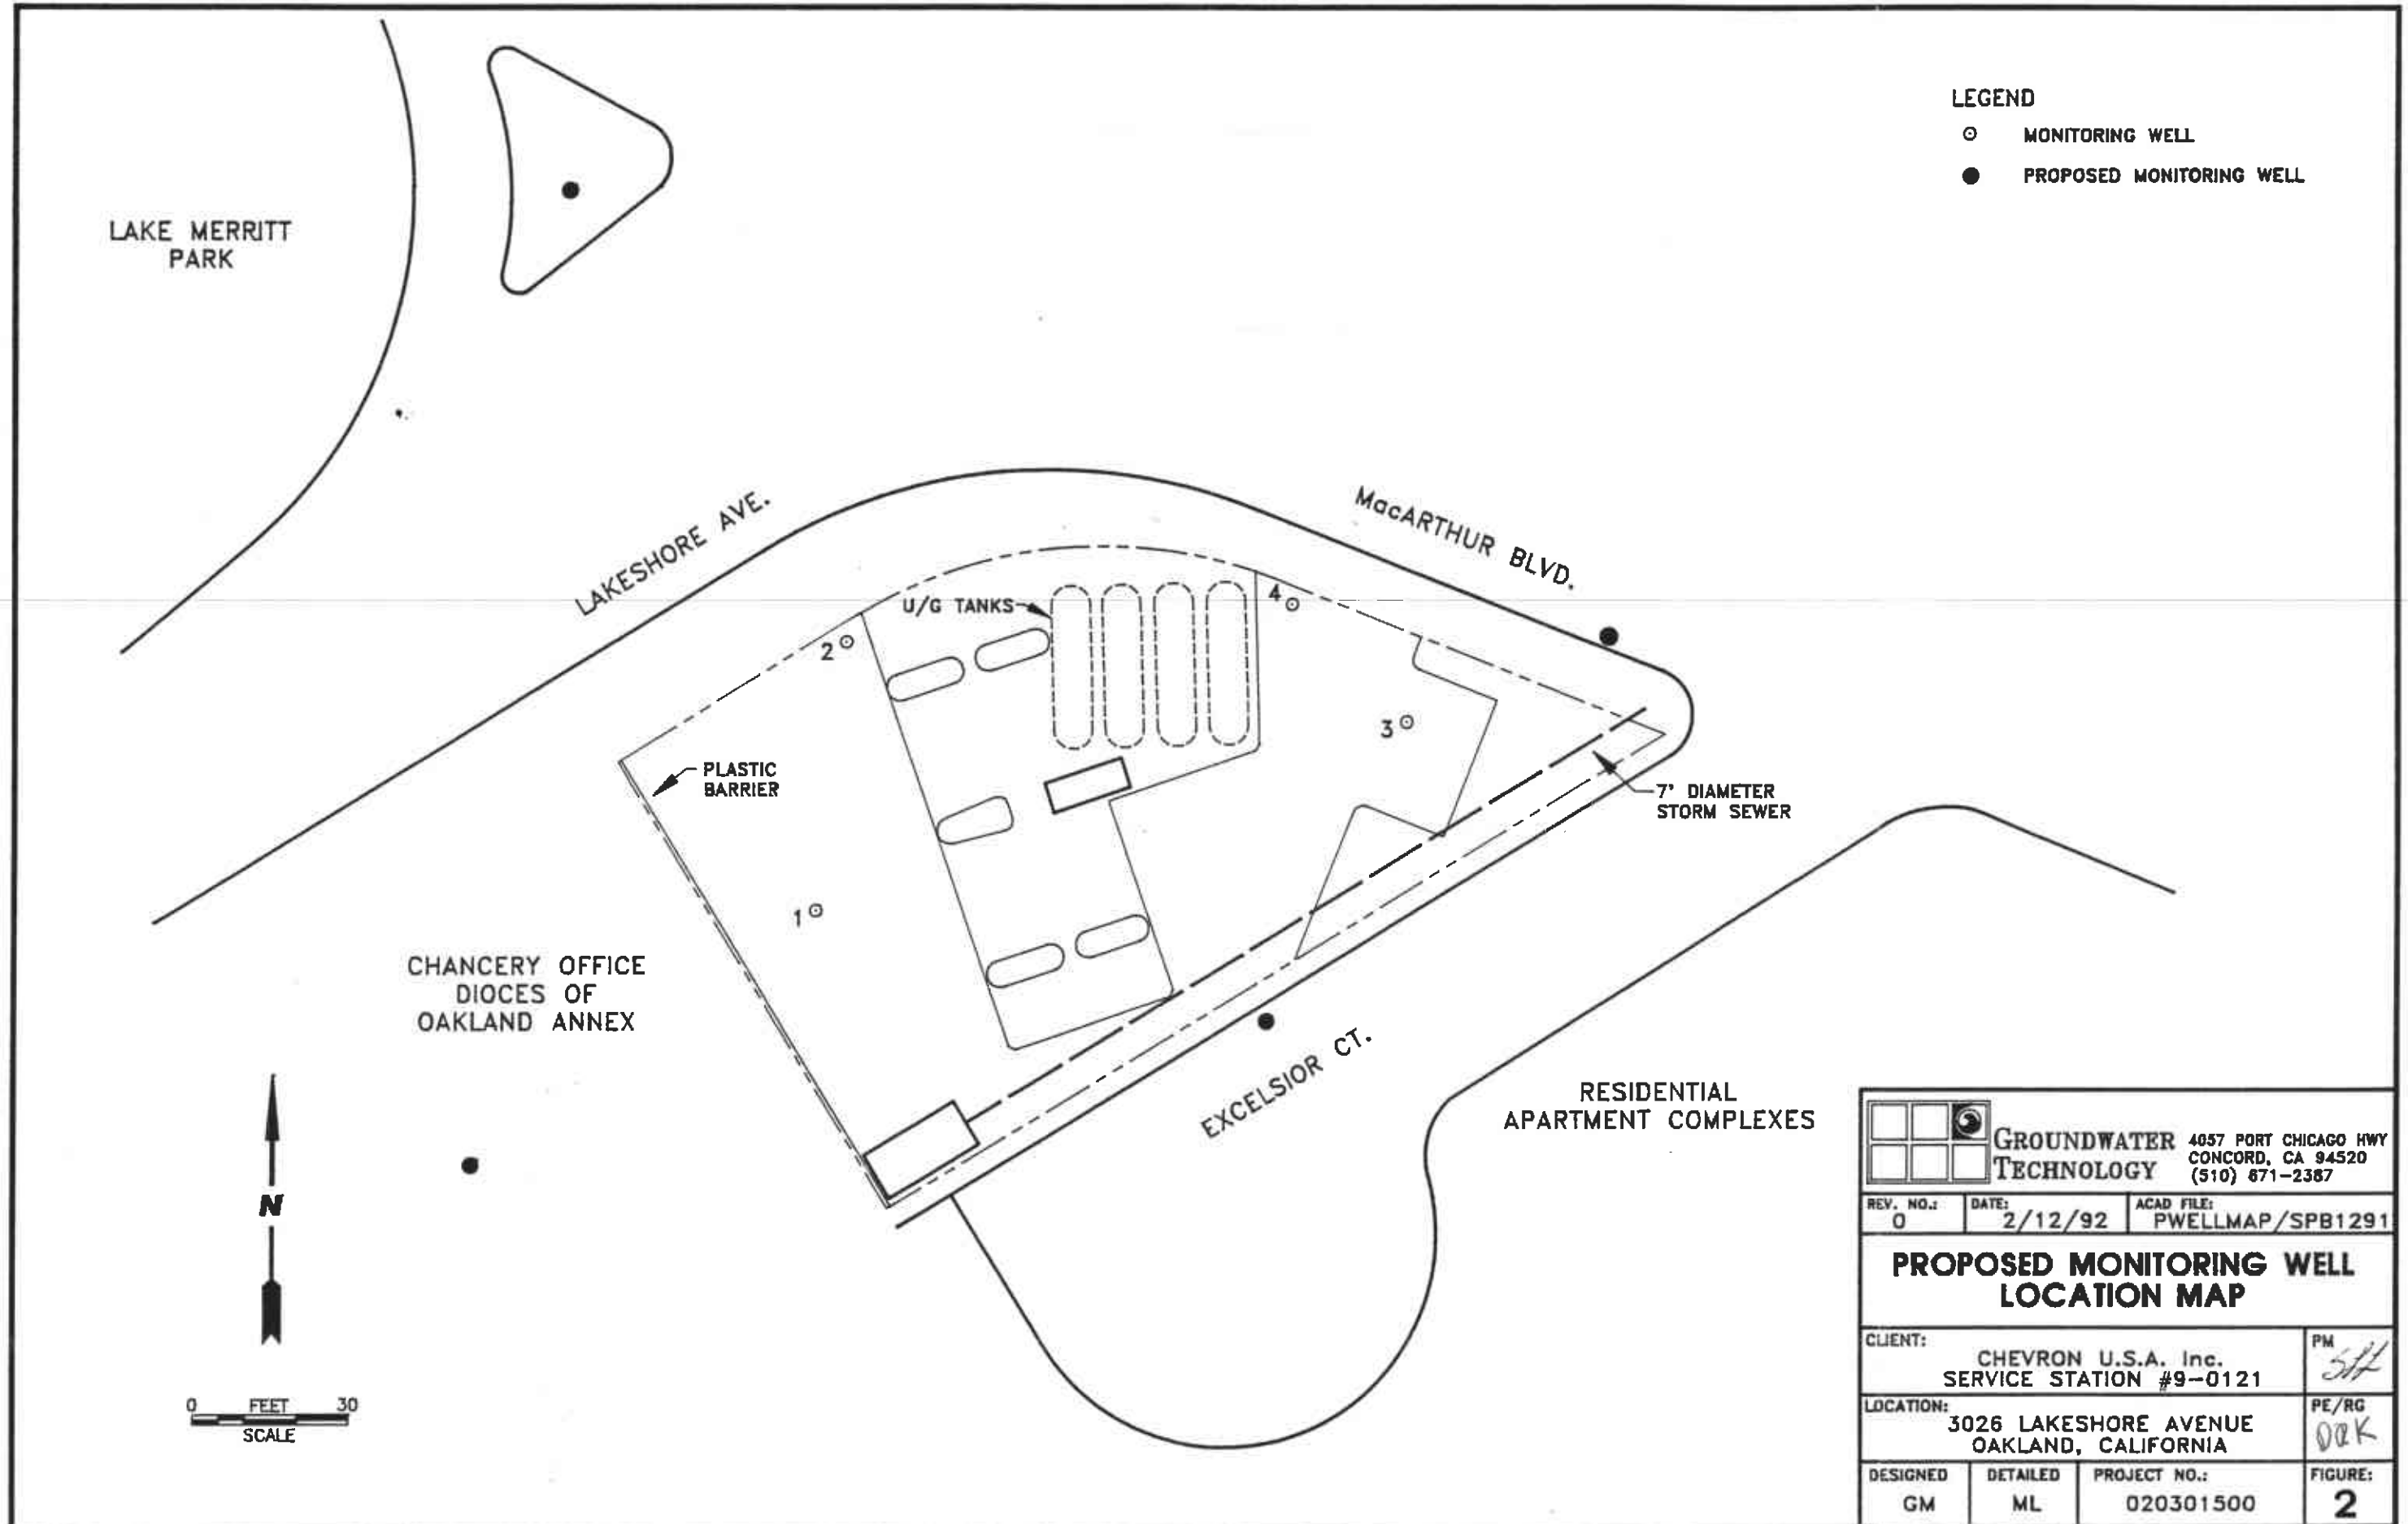 LEGEND
MONITORING WELL
PROPOSED MONITORING WELL
LAKE MERRITT
PARK
LAKESHORE AVE.
MacARTHUR BLVD.
U/G TANKS
4
2
3
PLASTIC
BARRIER
7' DIAMETER
STORM SEWER
1
CHANCERY OFFICE
DIOCES OF
OAKLAND ANNEX
EXCELSIOR CT.
RESIDENTIAL
APARTMENT COMPLEXES
N
0 FEET 30
SCALE
GROUNDWATER
TECHNOLOGY
4057 PORT CHICAGO HWY
CONCORD, CA 94520
(510) 671-2387
REV. NO.:
0
DATE:
2/12/92
ACAD FILE:
PWELLMAP/SPB1291
PROPOSED MONITORING WELL
LOCATION MAP
CLIENT:
CHEVRON U.S.A. Inc.
SERVICE STATION #9-0121
PM
LOCATION:
3026 LAKESHORE AVENUE
OAKLAND, CALIFORNIA
PE/RG
DESIGNED
GM
DETAILED
ML
PROJECT NO.:
020301500
FIGURE:
2